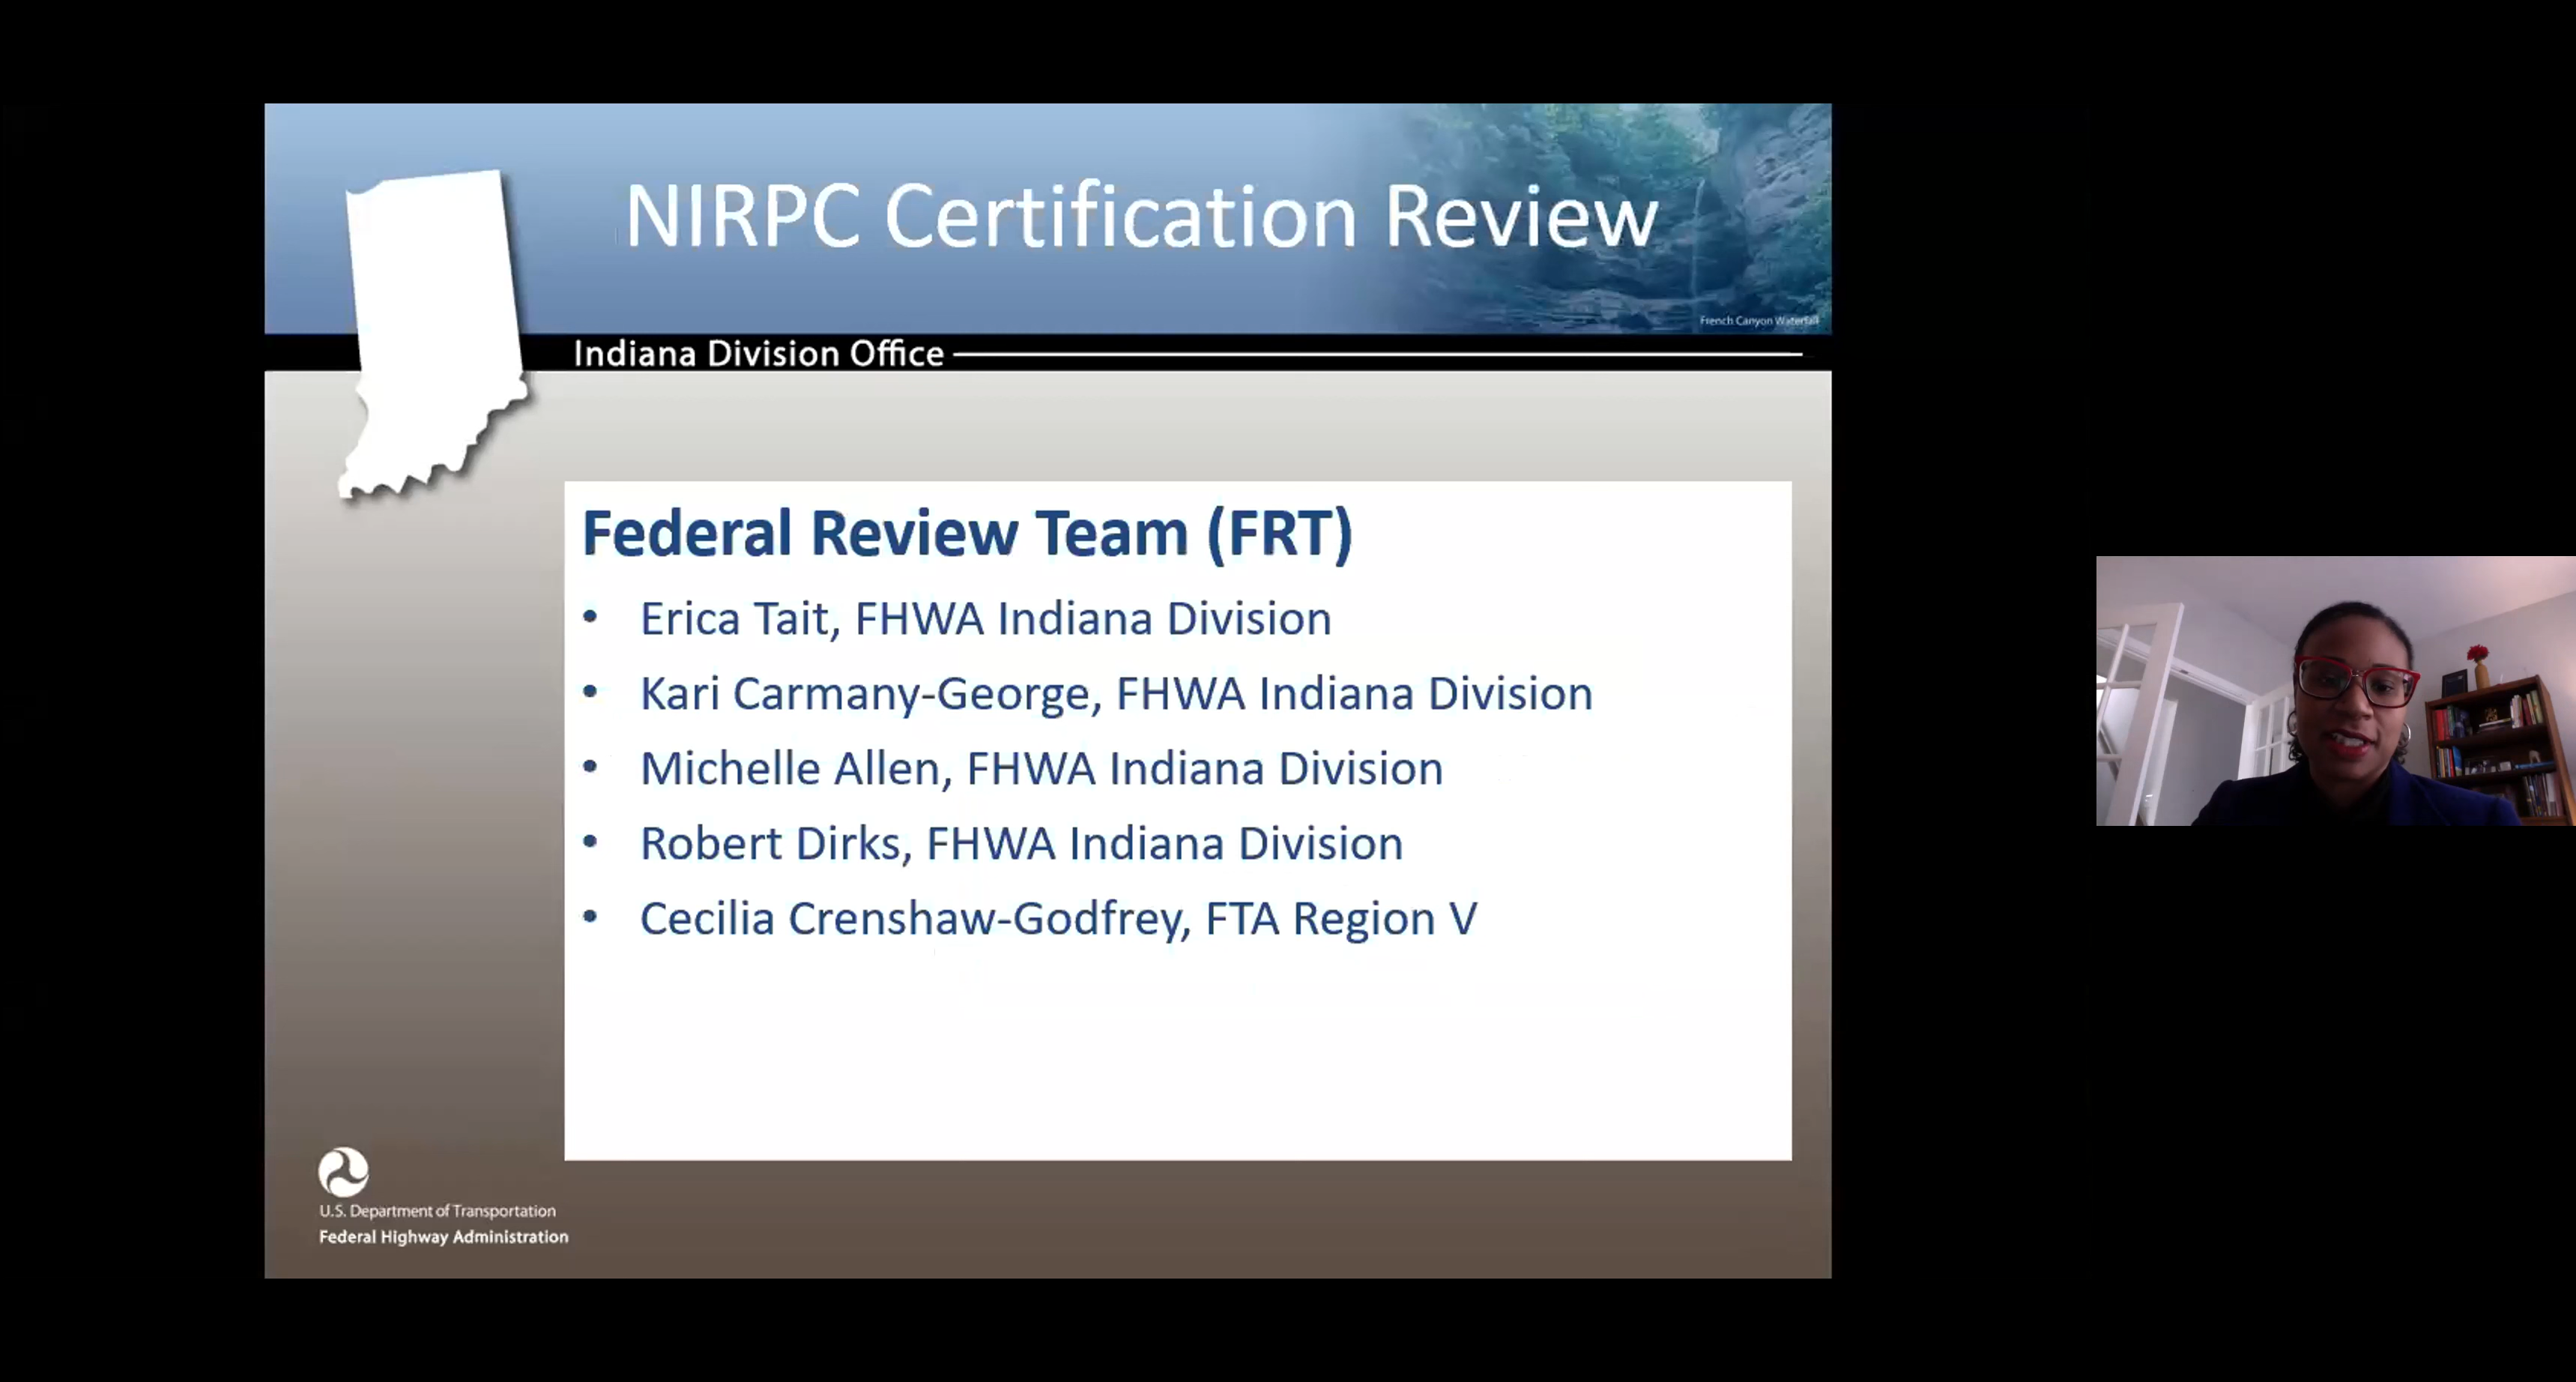 NIRPC Certification Review
French Canyon Waterfall
Indiana Division Office
Federal Review Team (FRT)
• Erica Tait, FHWA Indiana Division
• Kari Carmany-George, FHWA Indiana Division
• Michelle Allen, FHWA Indiana Division
• Robert Dirks, FHWA Indiana Division
• Cecilia Crenshaw-Godfrey, FTA Region V
U.S. Department of Transportation
Federal Highway Administration